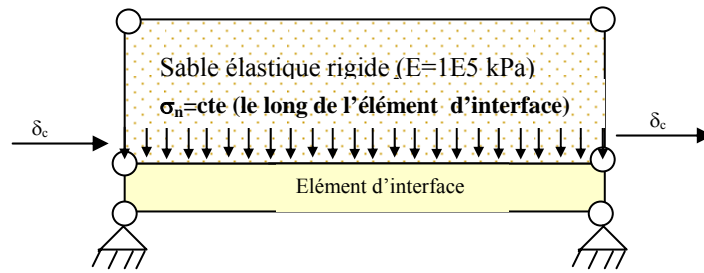 Sable élastique rigide (E=1E5 kPa)
σn=cte (le long de l’élément d’interface)
δc
δc
Elément d’interface